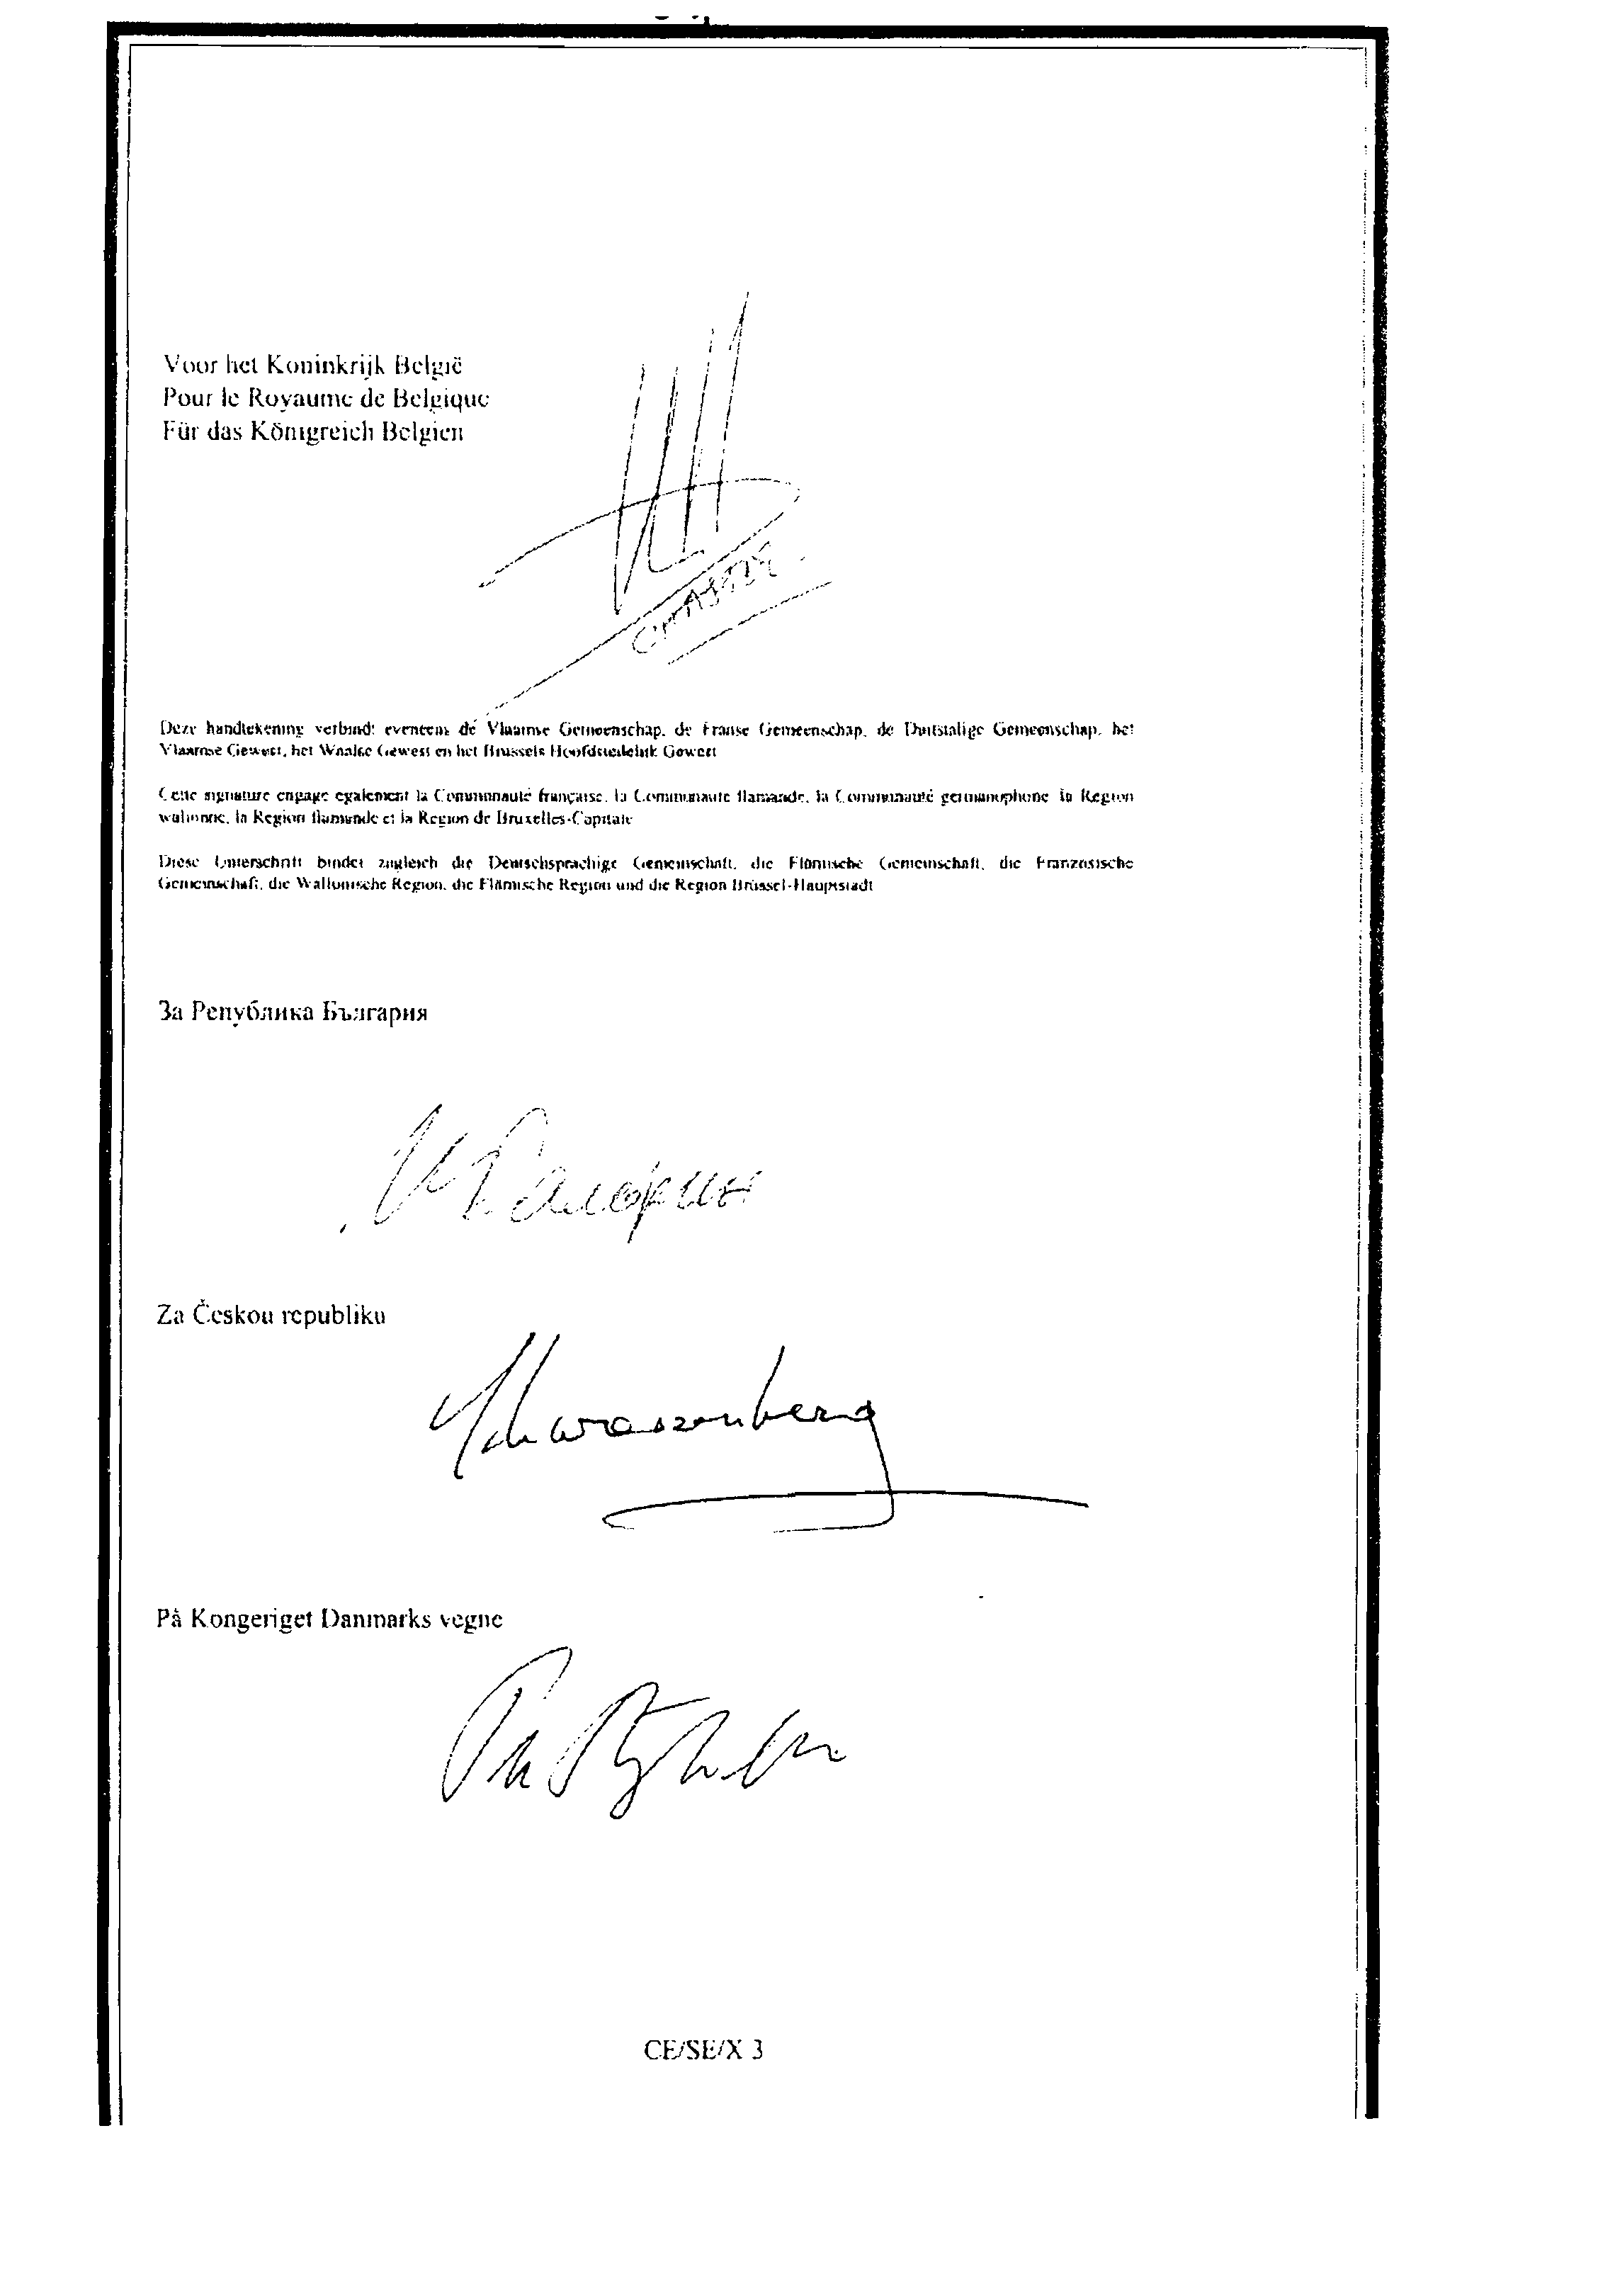 Voor het Koninkrijk België
Pour le Royaume de Belgique
Für das Königreich Belgien
Deze handtekening verbindt eveneens de Vlaamse Gemeenschap, de Franse Gemeenschap, de Duitstalige Gemeenschap, het
Vlaamse Gewest, het Waalse Gewest en het Brussels Hoofdstedelijk Gewest
Cette signature engage également la Communauté française, la Communauté flamande, la Communauté germanophone, la Région
wallonne, la Région flamande et la Région de Bruxelles-Capitale
Diese Unterschrift bindet zugleich die Deutschsprachige Gemeinschaft, die Flämische Gemeinschaft, die Französische
Gemeinschaft, die Wallonische Region, die Flämische Region und die Region Brüssel-Hauptstadt
За Република България
Za Českou republiku
Schwarzenberg
På Kongeriget Danmarks vegne
CE/SE/X 3